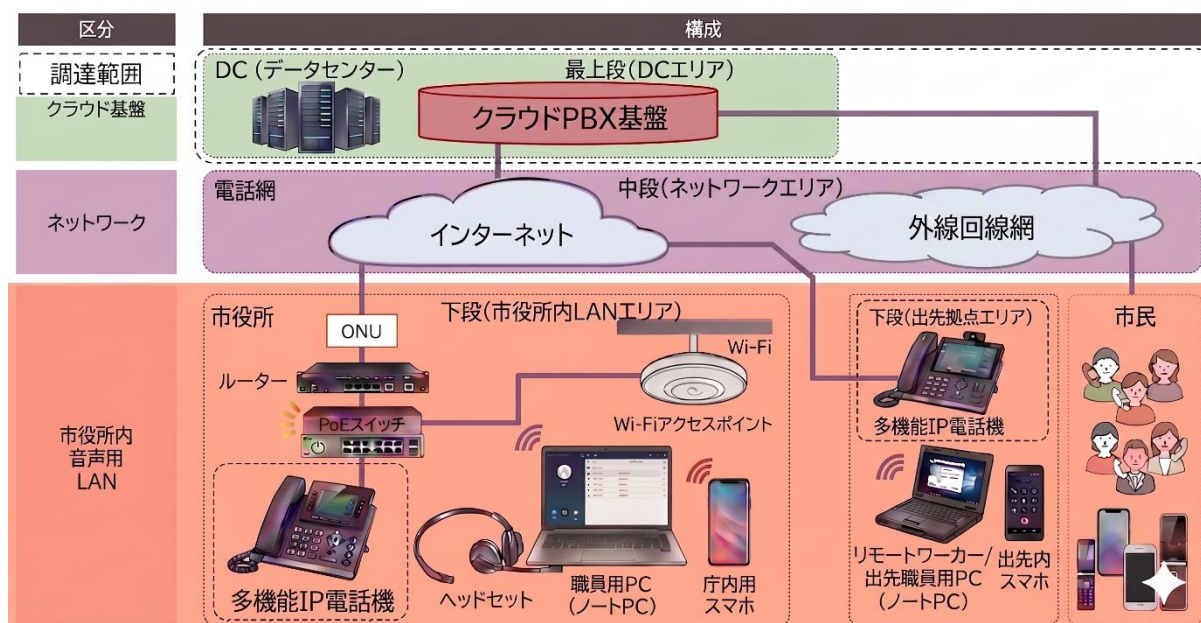 区分
構成
調達範囲
クラウド基盤
DC (データセンター)
最上段(DCエリア)
クラウドPBX基盤
ネットワーク
電話網
中段(ネットワークエリア)
インターネット
外線回線網
市役所内
音声用
LAN
市役所
下段(市役所内LANエリア)
ONU
ルーター
PoEスイッチ
Wi-Fi
Wi-Fiアクセスポイント
多機能IP電話機
ヘッドセット
職員用PC
(ノートPC)
庁内用
スマホ
下段(出先拠点エリア)
多機能IP電話機
リモートワーカー/
出先職員用PC
(ノートPC)
出先内
スマホ
市民